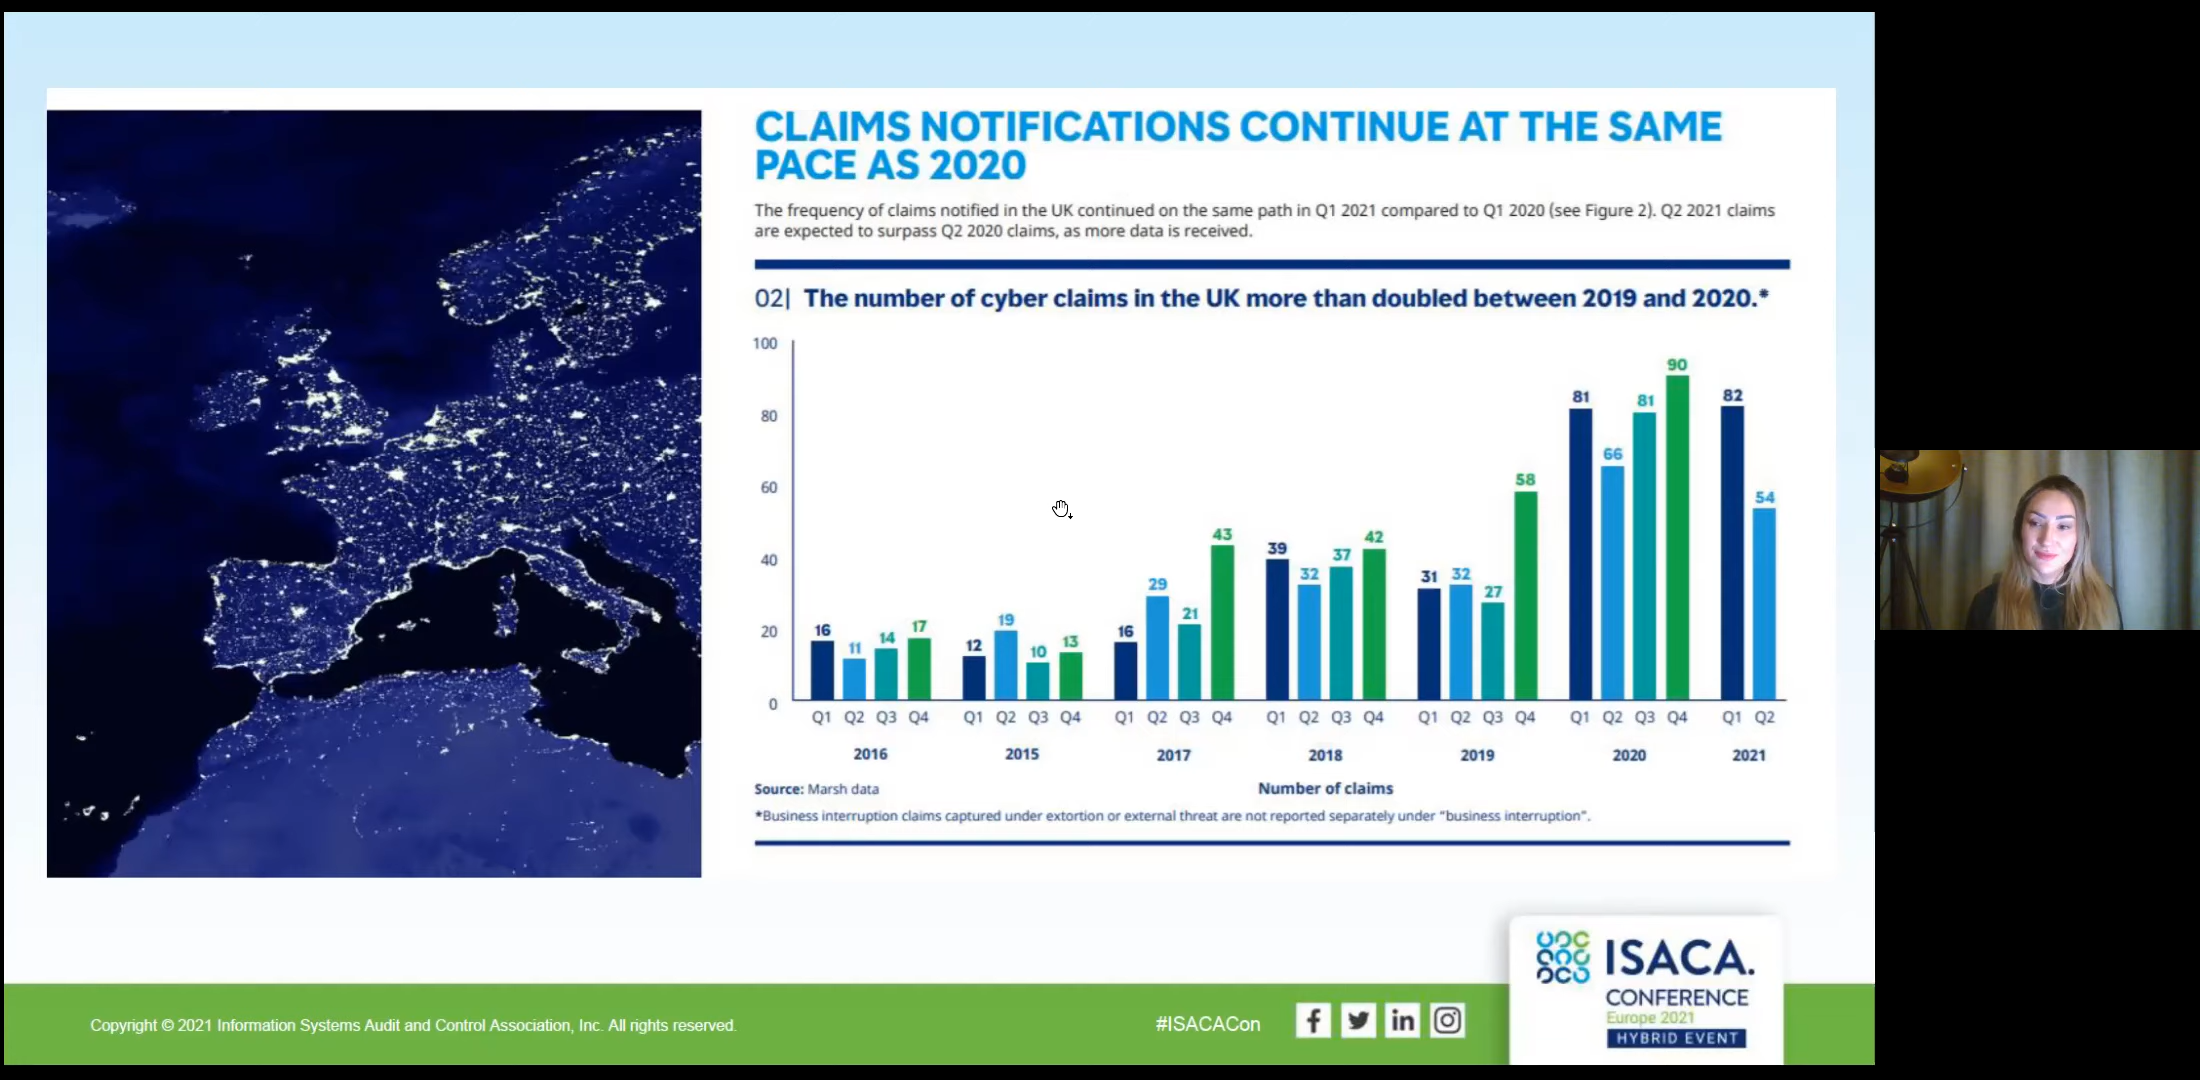 CLAIMS NOTIFICATIONS CONTINUE AT THE SAME
PACE AS 2020
The frequency of claims notified in the UK continued on the same path in Q1 2021 compared to Q1 2020 (see Figure 2). Q2 2021 claims
are expected to surpass Q2 2020 claims, as more data is received.
02| The number of cyber claims in the UK more than doubled between 2019 and 2020.*
100
80
60
40
20
0
16 11 14 17
12 19 10 13
16 29 21 43
39 32 37 42
31 32 27 58
81 66 81 90
82 54
Q1 Q2 Q3 Q4 Q1 Q2 Q3 Q4 Q1 Q2 Q3 Q4 Q1 Q2 Q3 Q4 Q1 Q2 Q3 Q4 Q1 Q2 Q3 Q4 Q1 Q2
2016 2015 2017 2018 2019 2020 2021
Source: Marsh data
Number of claims
*Business interruption claims captured under extortion or external threat are not reported separately under "business interruption".
Copyright © 2021 Information Systems Audit and Control Association, Inc. All rights reserved.
#ISACACon
ISACA.
CONFERENCE
Europe 2021
HYBRID EVENT